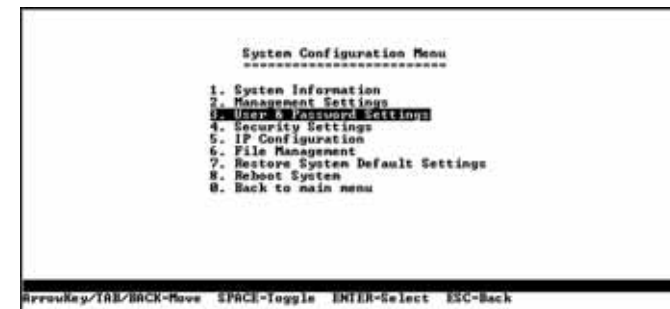 System Configuration Menu
=========================
1. System Information
2. Management Settings
3. User & Password Settings
4. Security Settings
5. IP Configuration
6. File Management
7. Restore System Default Settings
8. Reboot System
0. Back to main menu
ArrowKey/TAB/BACK=Move SPACE=Toggle ENTER=Select ESC=Back